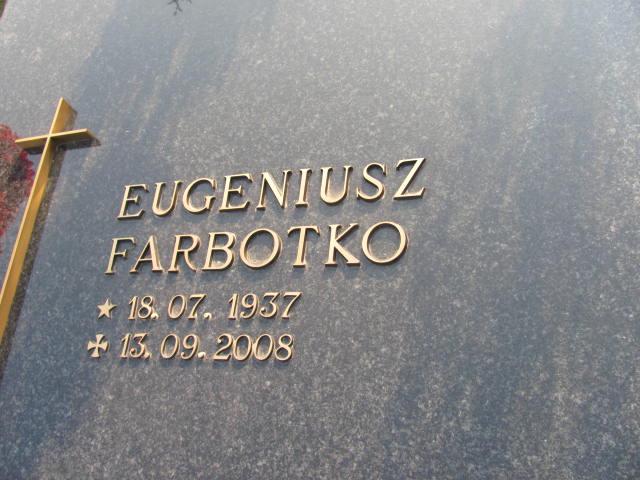 EUGENIUSZ
FARBOTKO
★ 18.07.1937
✠ 13.09.2008